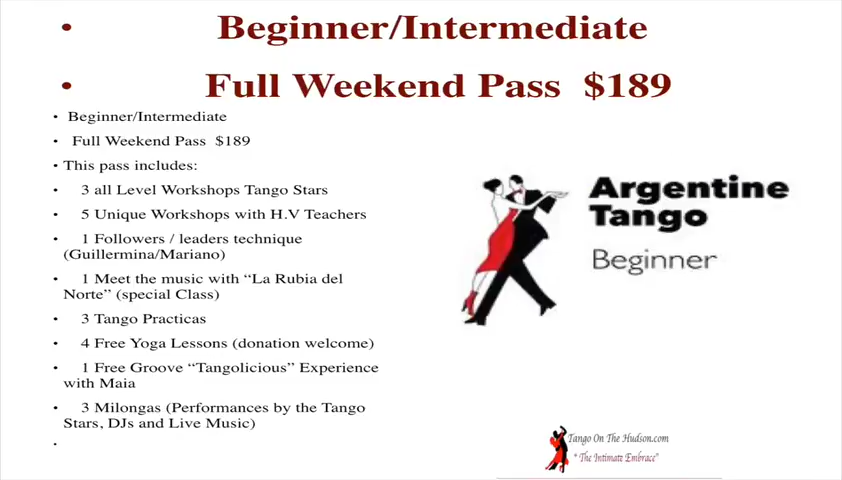 • Beginner/Intermediate
• Full Weekend Pass $189
• Beginner/Intermediate
• Full Weekend Pass $189
• This pass includes:
• 3 all Level Workshops Tango Stars
• 5 Unique Workshops with H.V Teachers
• 1 Followers / leaders technique
(Guillermina/Mariano)
• 1 Meet the music with “La Rubia del
Norte” (special Class)
• 3 Tango Practicas
• 4 Free Yoga Lessons (donation welcome)
• 1 Free Groove “Tangolicious” Experience
with Maia
• 3 Milongas (Performances by the Tango
Stars, DJs and Live Music)
•
Argentine
Tango
Beginner
Tango On The Hudson.com
" The Intimate Embrace"